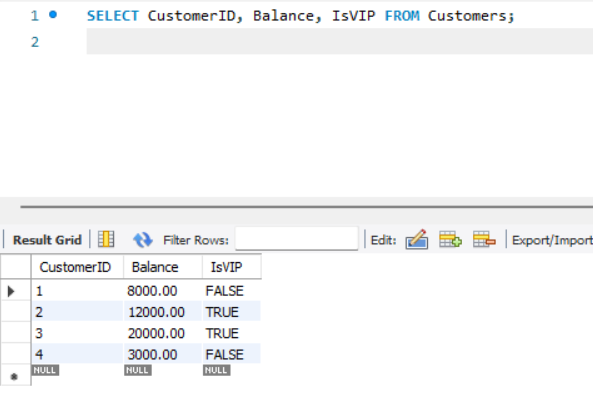 1 SELECT CustomerID, Balance, IsVIP FROM Customers;
2
Result Grid Filter Rows: Edit: Export/Import
CustomerID Balance IsVIP
1 8000.00 FALSE
2 12000.00 TRUE
3 20000.00 TRUE
4 3000.00 FALSE
NULL NULL NULL